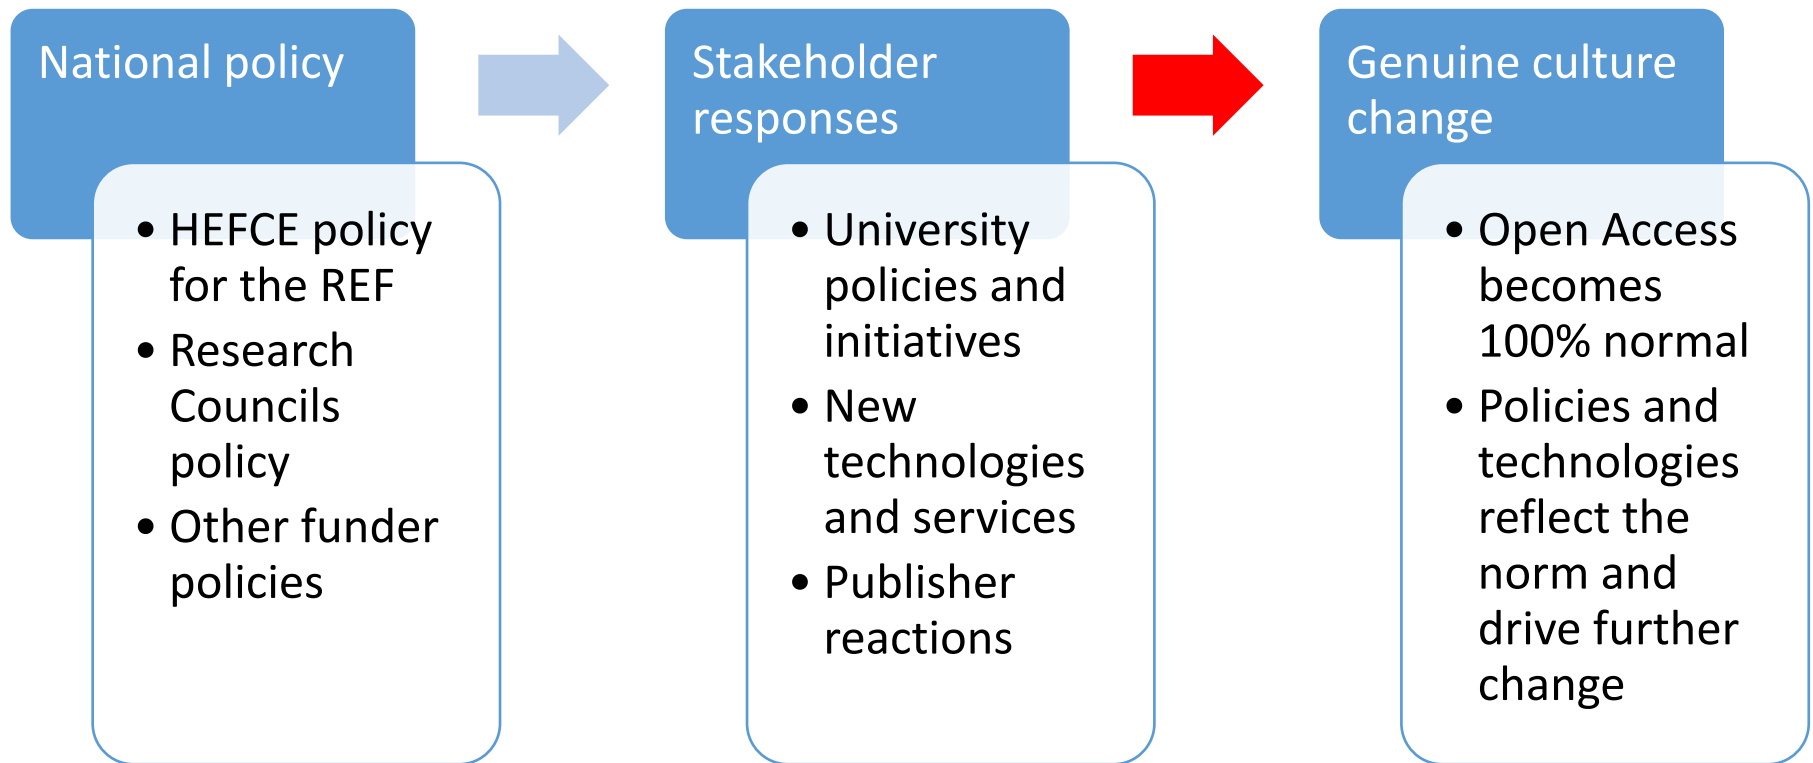 National policy
• HEFCE policy
for the REF
• Research
Councils
policy
• Other funder
policies
Stakeholder
responses
• University
policies and
initiatives
• New
technologies
and services
• Publisher
reactions
Genuine culture
change
• Open Access
becomes
100% normal
• Policies and
technologies
reflect the
norm and
drive further
change